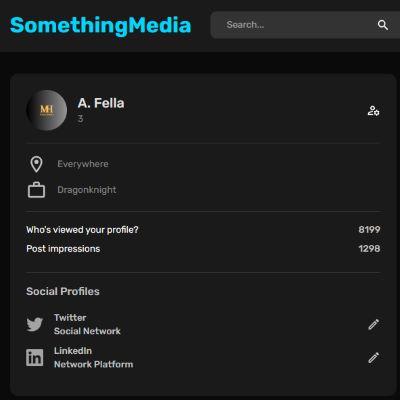 SomethingMedia
Search...
MH
A. Fella
3
Everywhere
Dragonknight
Who's viewed your profile? 8199
Post impressions 1298
Social Profiles
Twitter
Social Network
in
LinkedIn
Network Platform